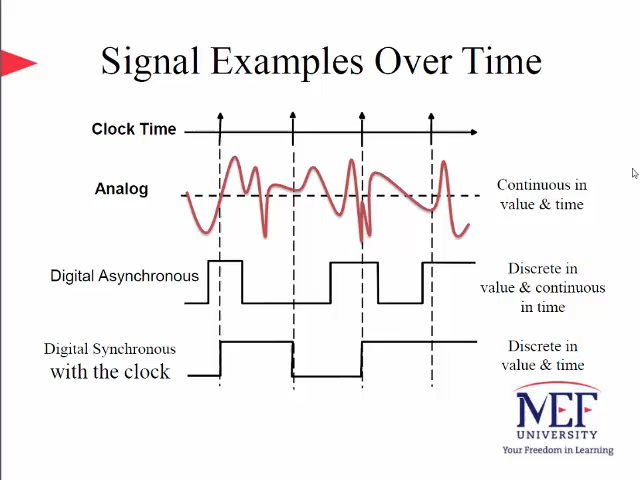 Signal Examples Over Time
Clock Time
Analog
Continuous in
value & time
Digital Asynchronous
Discrete in
value & continuous
in time
Digital Synchronous
with the clock
Discrete in
value & time
MEF
UNIVERSITY
Your Freedom in Learning